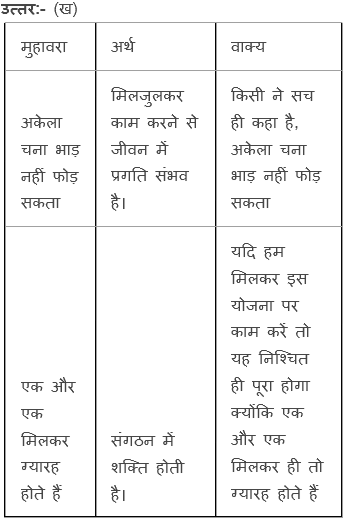 उत्तर:- (ख)
मुहावरा अर्थ वाक्य
अकेला
चना भाड़
नहीं फोड़
सकता
मिलजुलकर
काम करने से
जीवन में
प्रगति संभव
है।
किसी ने सच
ही कहा है,
अकेला चना
भाड़ नहीं फोड़
सकता
एक और
एक
मिलकर
ग्यारह
होते हैं
संगठन में
शक्ति होती
है।
यदि हम
मिलकर इस
योजना पर
काम करें तो
यह निश्चित
ही पूरा होगा
क्योंकि एक
और एक
मिलकर ही तो
ग्यारह होते हैं